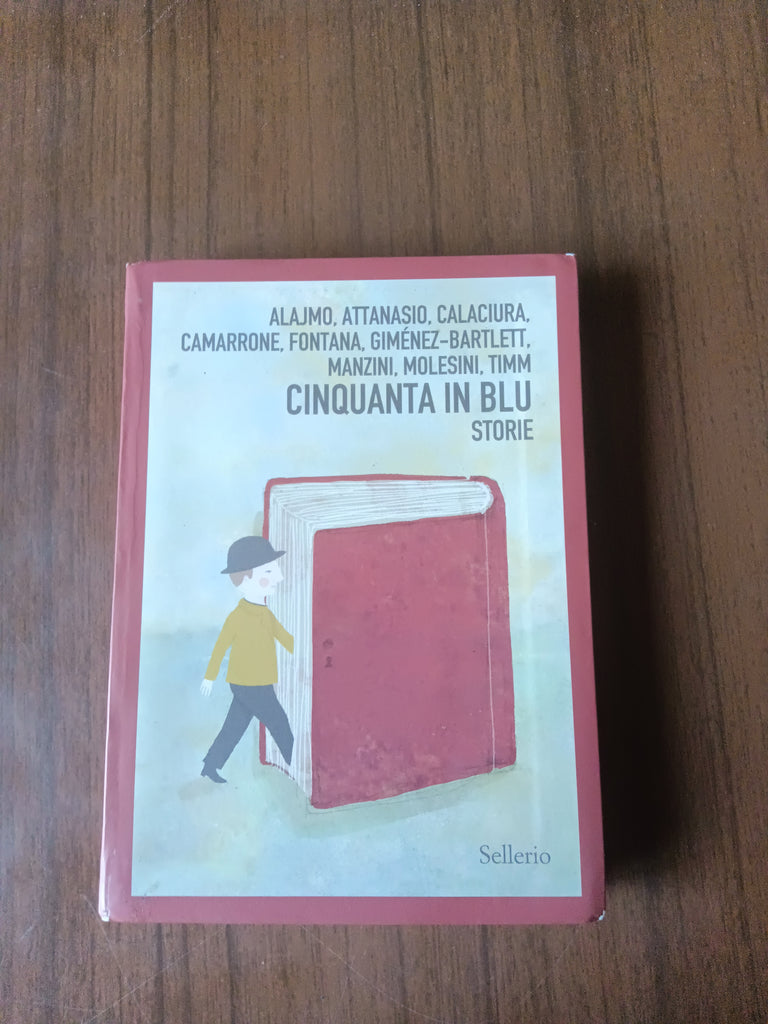 ALAJMO, ATTANASIO, CALACIURA,
CAMARRONE, FONTANA, GIMÉNEZ-BARTLETT,
MANZINI, MOLESINI, TIMM
CINQUANTA IN BLU
STORIE
Sellerio